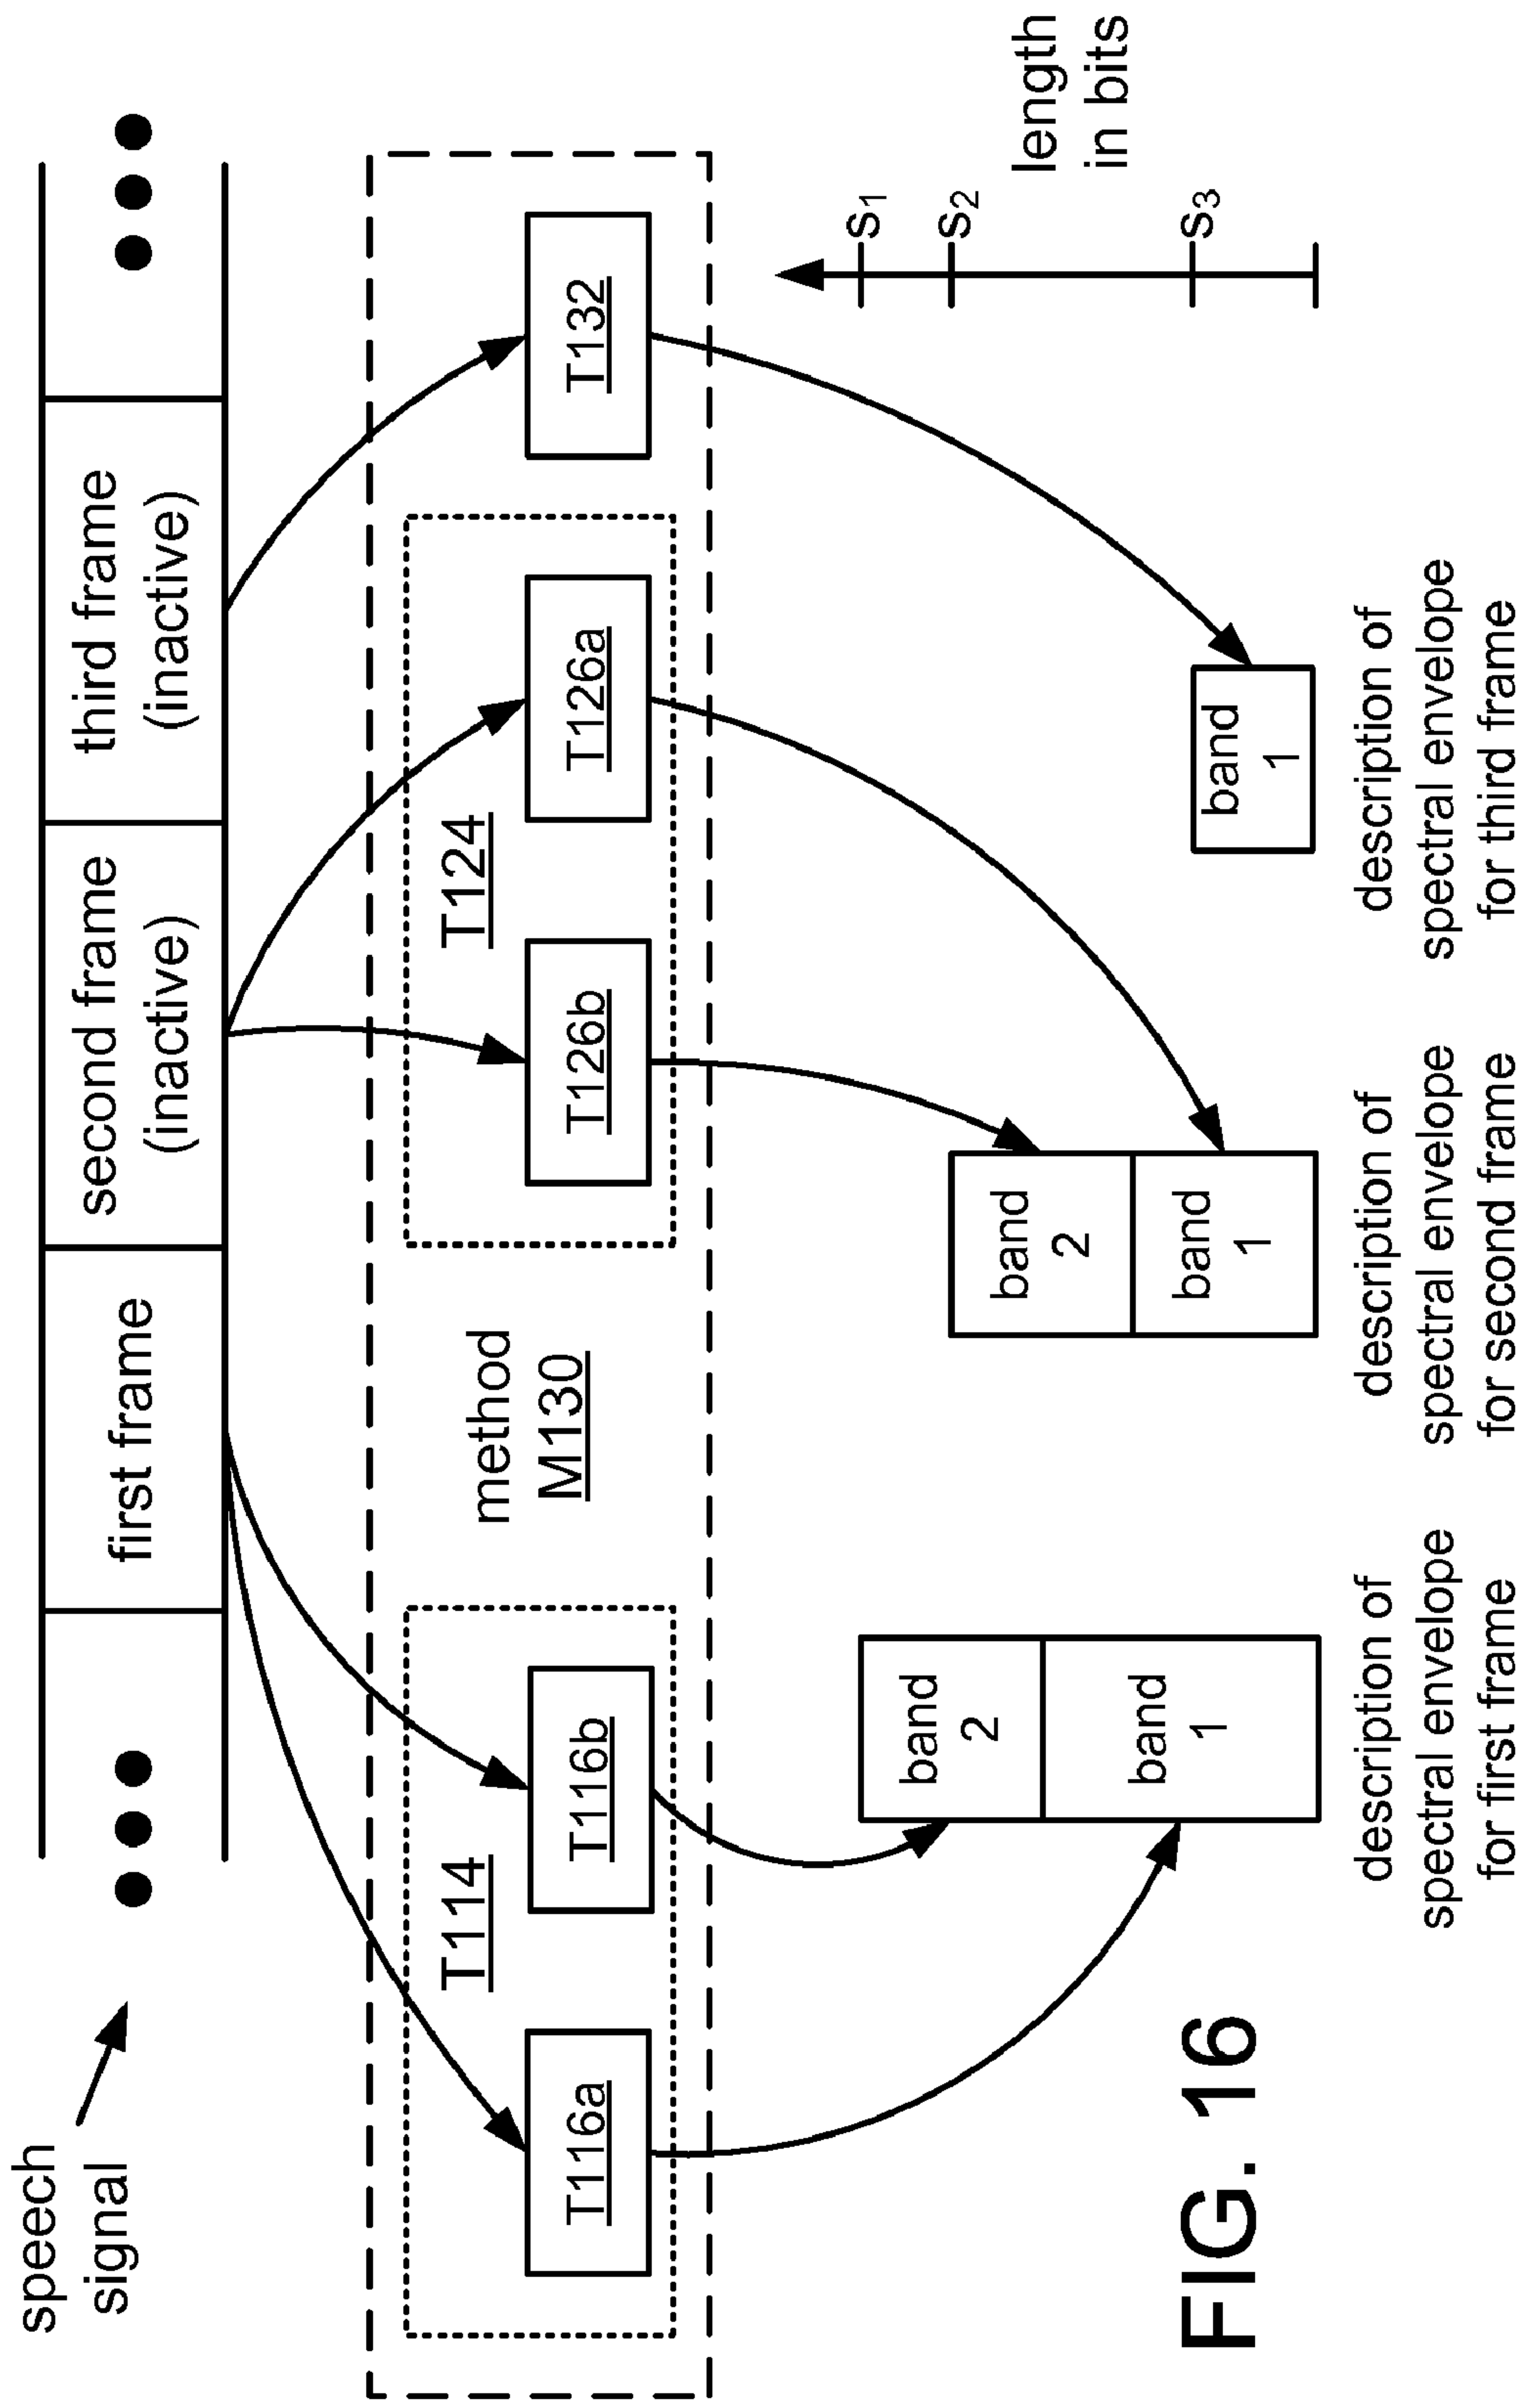 speech
signal
first frame
second frame
(inactive)
third frame
(inactive)
T114
T116a
T116b
method
M130
T124
T126b
T126a
T132
band
2
band
1
description of
spectral envelope
for first frame
band
2
band
1
description of
spectral envelope
for second frame
band
1
description of
spectral envelope
for third frame
s₁
s₂
s₃
length
in bits
FIG. 16